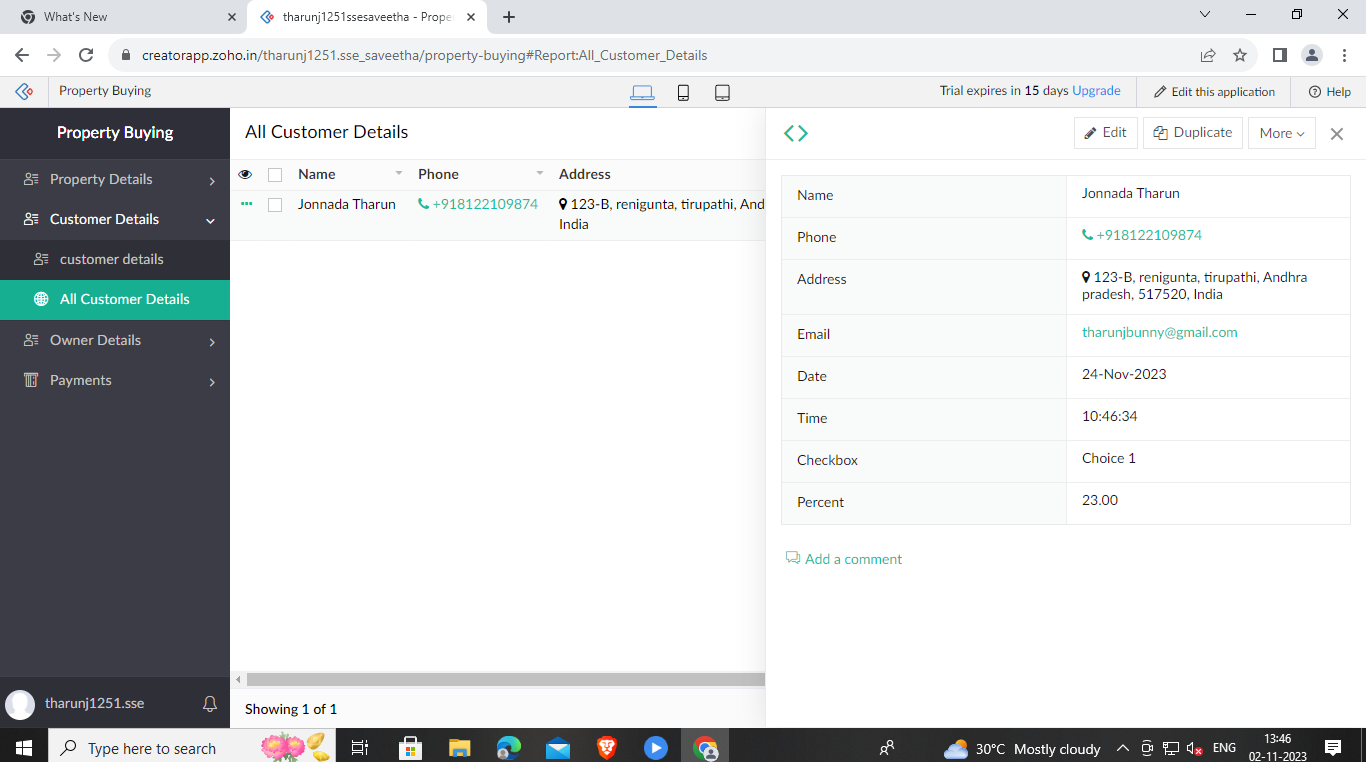 What's New
tharunj1251ssesaveetha - Prope
creatorapp.zoho.in/tharunj1251.sse_saveetha/property-buying#Report:All_Customer_Details
Property Buying
Trial expires in 15 days Upgrade
Edit this application
Help
Property Buying
Property Details
Customer Details
customer details
All Customer Details
Owner Details
Payments
tharunj1251.sse
All Customer Details
Name Phone Address
Jonnada Tharun +918122109874 123-B, renigunta, tirupathi, And
India
Showing 1 of 1
Edit Duplicate More
Name Jonnada Tharun
Phone +918122109874
Address 123-B, renigunta, tirupathi, Andhra
pradesh, 517520, India
Email tharunjbunny@gmail.com
Date 24-Nov-2023
Time 10:46:34
Checkbox Choice 1
Percent 23.00
Add a comment
Type here to search
30°C Mostly cloudy
ENG
13:46
02-11-2023